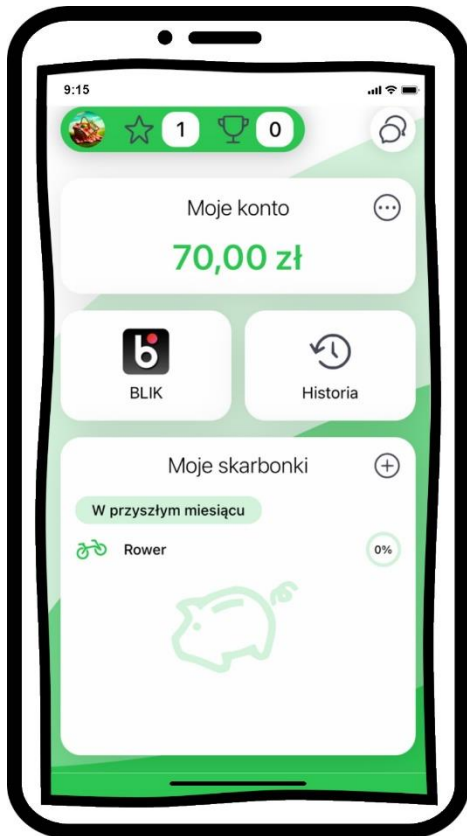 9:15
1 0
Moje konto
70,00 zł
BLIK Historia
Moje skarbonki
W przyszłym miesiącu
Rower 0%